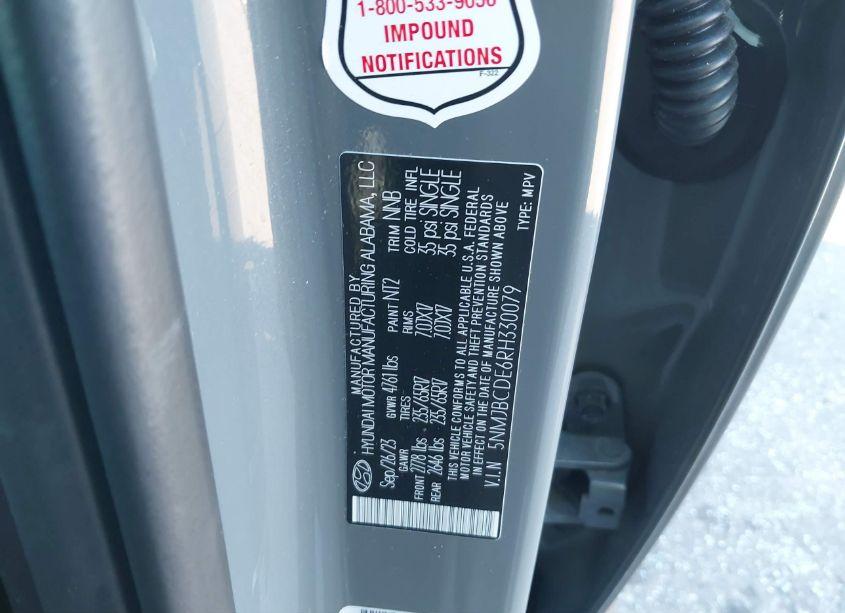 1-800-533-9056
IMPOUND
NOTIFICATIONS
F-322
MANUFACTURED BY
HYUNDAI MOTOR MANUFACTURING ALABAMA, LLC
Sep/26/23 GVWR 4761 lbs PAINT NT2 TRIM NNB
GAWR TIRES RIMS COLD TIRE INFL
FRONT 2778 lbs 235/65R17 7.0JX17 35 psi SINGLE
REAR 2646 lbs 235/65R17 7.0JX17 35 psi SINGLE
THIS VEHICLE CONFORMS TO ALL APPLICABLE U.S.A. FEDERAL
MOTOR VEHICLE SAFETY AND THEFT PREVENTION STANDARDS
IN EFFECT ON THE DATE OF MANUFACTURE SHOWN ABOVE
V.I.N 5NMJBCDE6RH330079 TYPE: MPV